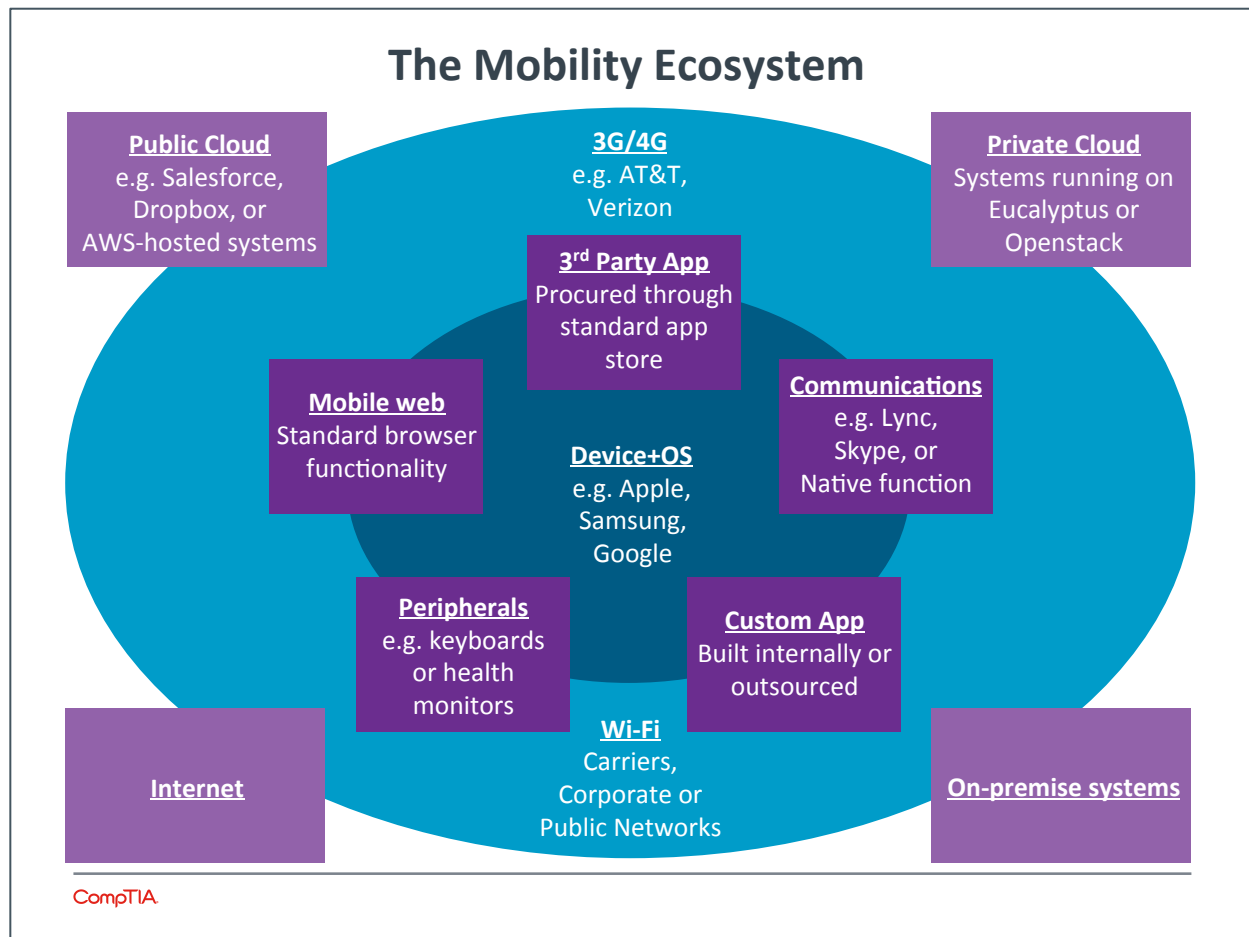 The Mobility Ecosystem
Public Cloud
e.g. Salesforce,
Dropbox, or
AWS-hosted systems
3G/4G
e.g. AT&T,
Verizon
Private Cloud
Systems running on
Eucalyptus or
Openstack
3rd Party App
Procured through
standard app
store
Mobile web
Standard browser
functionality
Communications
e.g. Lync,
Skype, or
Native function
Device+OS
e.g. Apple,
Samsung,
Google
Peripherals
e.g. keyboards
or health
monitors
Custom App
Built internally or
outsourced
Internet
Wi-Fi
Carriers,
Corporate or
Public Networks
On-premise systems
CompTIA.